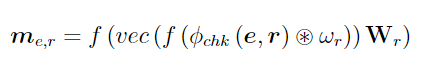 m_{e,r} = f (vec (f (ϕ_{chk} (e, r) ⊛ ω_r)) W_r)